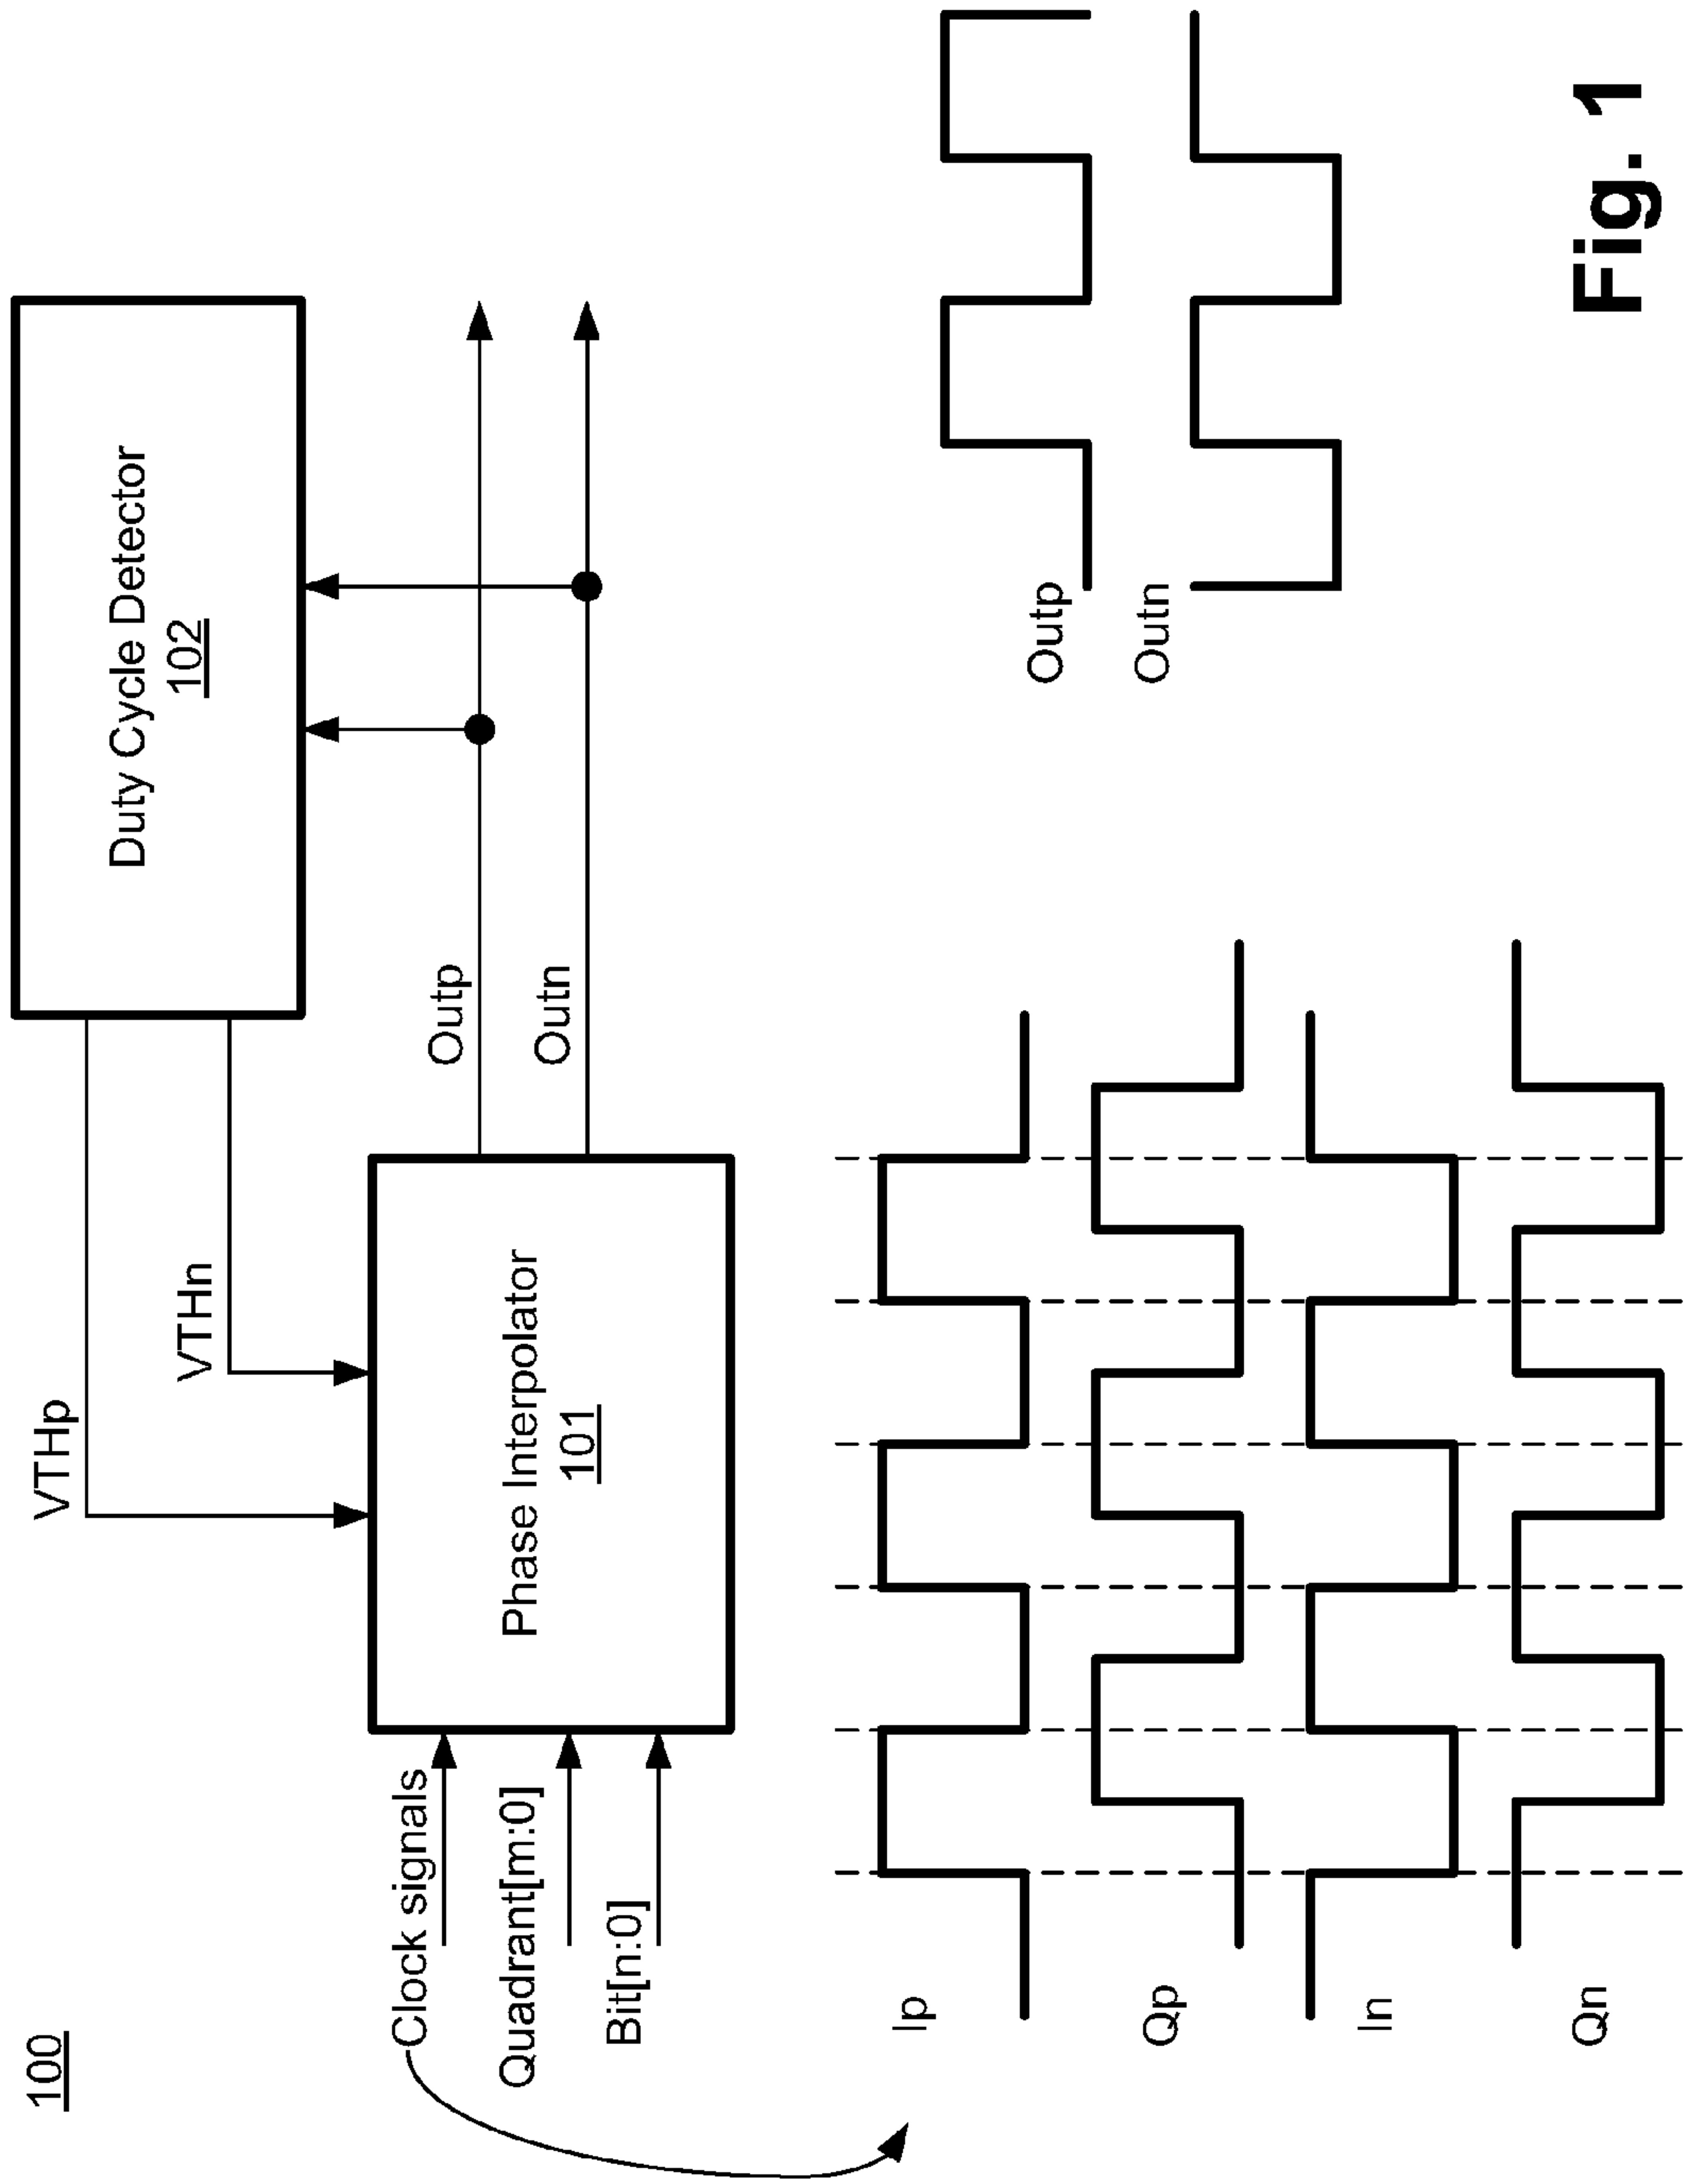 100
VTHp
VTHn
Duty Cycle Detector
102
Clock signals
Quadrant[m:0]
Bit[n:0]
Phase Interpolator
101
Outp
Outn
Ip
Qp
In
Qn
Outp
Outn
Fig. 1